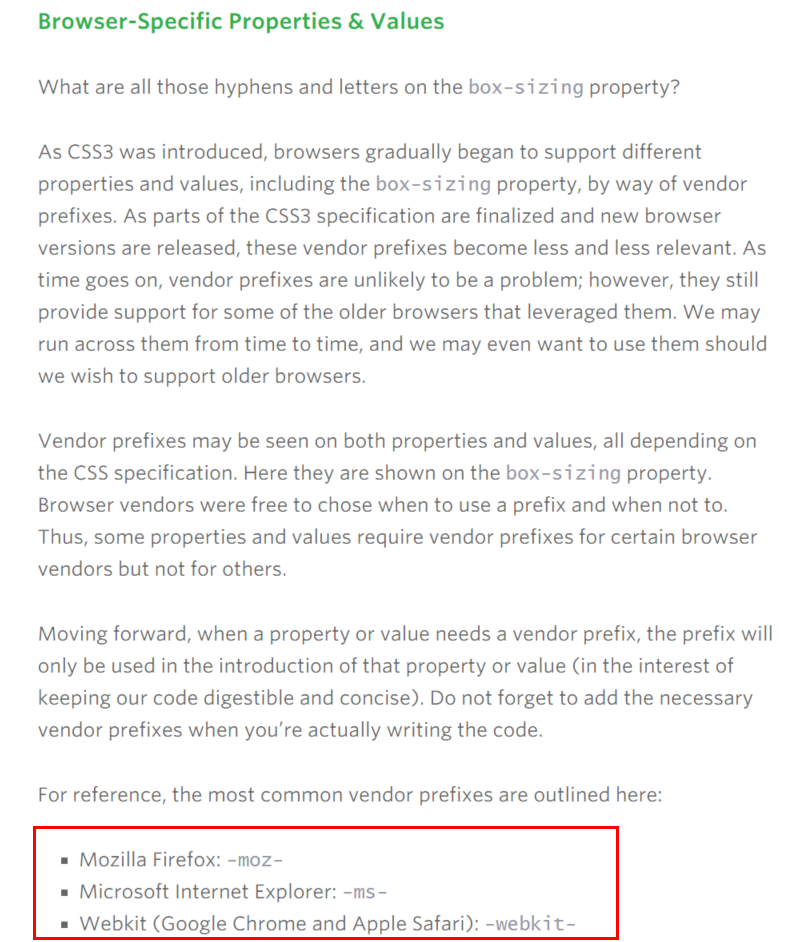 Browser-Specific Properties & Values
What are all those hyphens and letters on the box-sizing property?
As CSS3 was introduced, browsers gradually began to support different
properties and values, including the box-sizing property, by way of vendor
prefixes. As parts of the CSS3 specification are finalized and new browser
versions are released, these vendor prefixes become less and less relevant. As
time goes on, vendor prefixes are unlikely to be a problem; however, they still
provide support for some of the older browsers that leveraged them. We may
run across them from time to time, and we may even want to use them should
we wish to support older browsers.
Vendor prefixes may be seen on both properties and values, all depending on
the CSS specification. Here they are shown on the box-sizing property.
Browser vendors were free to chose when to use a prefix and when not to.
Thus, some properties and values require vendor prefixes for certain browser
vendors but not for others.
Moving forward, when a property or value needs a vendor prefix, the prefix will
only be used in the introduction of that property or value (in the interest of
keeping our code digestible and concise). Do not forget to add the necessary
vendor prefixes when you’re actually writing the code.
For reference, the most common vendor prefixes are outlined here:
▪ Mozilla Firefox: -moz-
▪ Microsoft Internet Explorer: -ms-
▪ Webkit (Google Chrome and Apple Safari): -webkit-